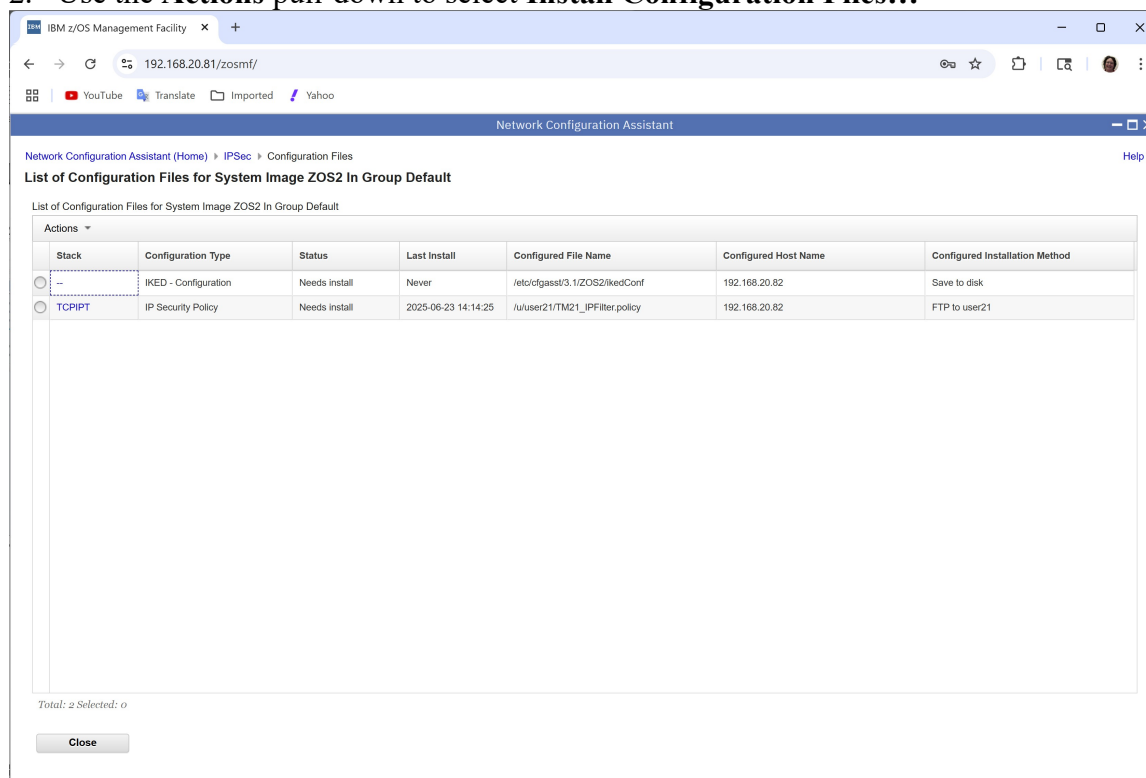 2. Use the Actions pull-down to select Install Configuration Files...
IBM IBM z/OS Management Facility × +
192.168.20.81/zosmf/
YouTube Translate Imported Yahoo
Network Configuration Assistant
Network Configuration Assistant (Home) IPSec Configuration Files Help
List of Configuration Files for System Image ZOS2 In Group Default
List of Configuration Files for System Image ZOS2 In Group Default
Actions
Stack Configuration Type Status Last Install Configured File Name Configured Host Name Configured Installation Method
-- IKED - Configuration Needs install Never /etc/cfgasst/3.1/ZOS2/ikedConf 192.168.20.82 Save to disk
TCPIPT IP Security Policy Needs install 2025-06-23 14:14:25 /u/user21/TM21_IPFilter.policy 192.168.20.82 FTP to user21
Total: 2 Selected: 0
Close